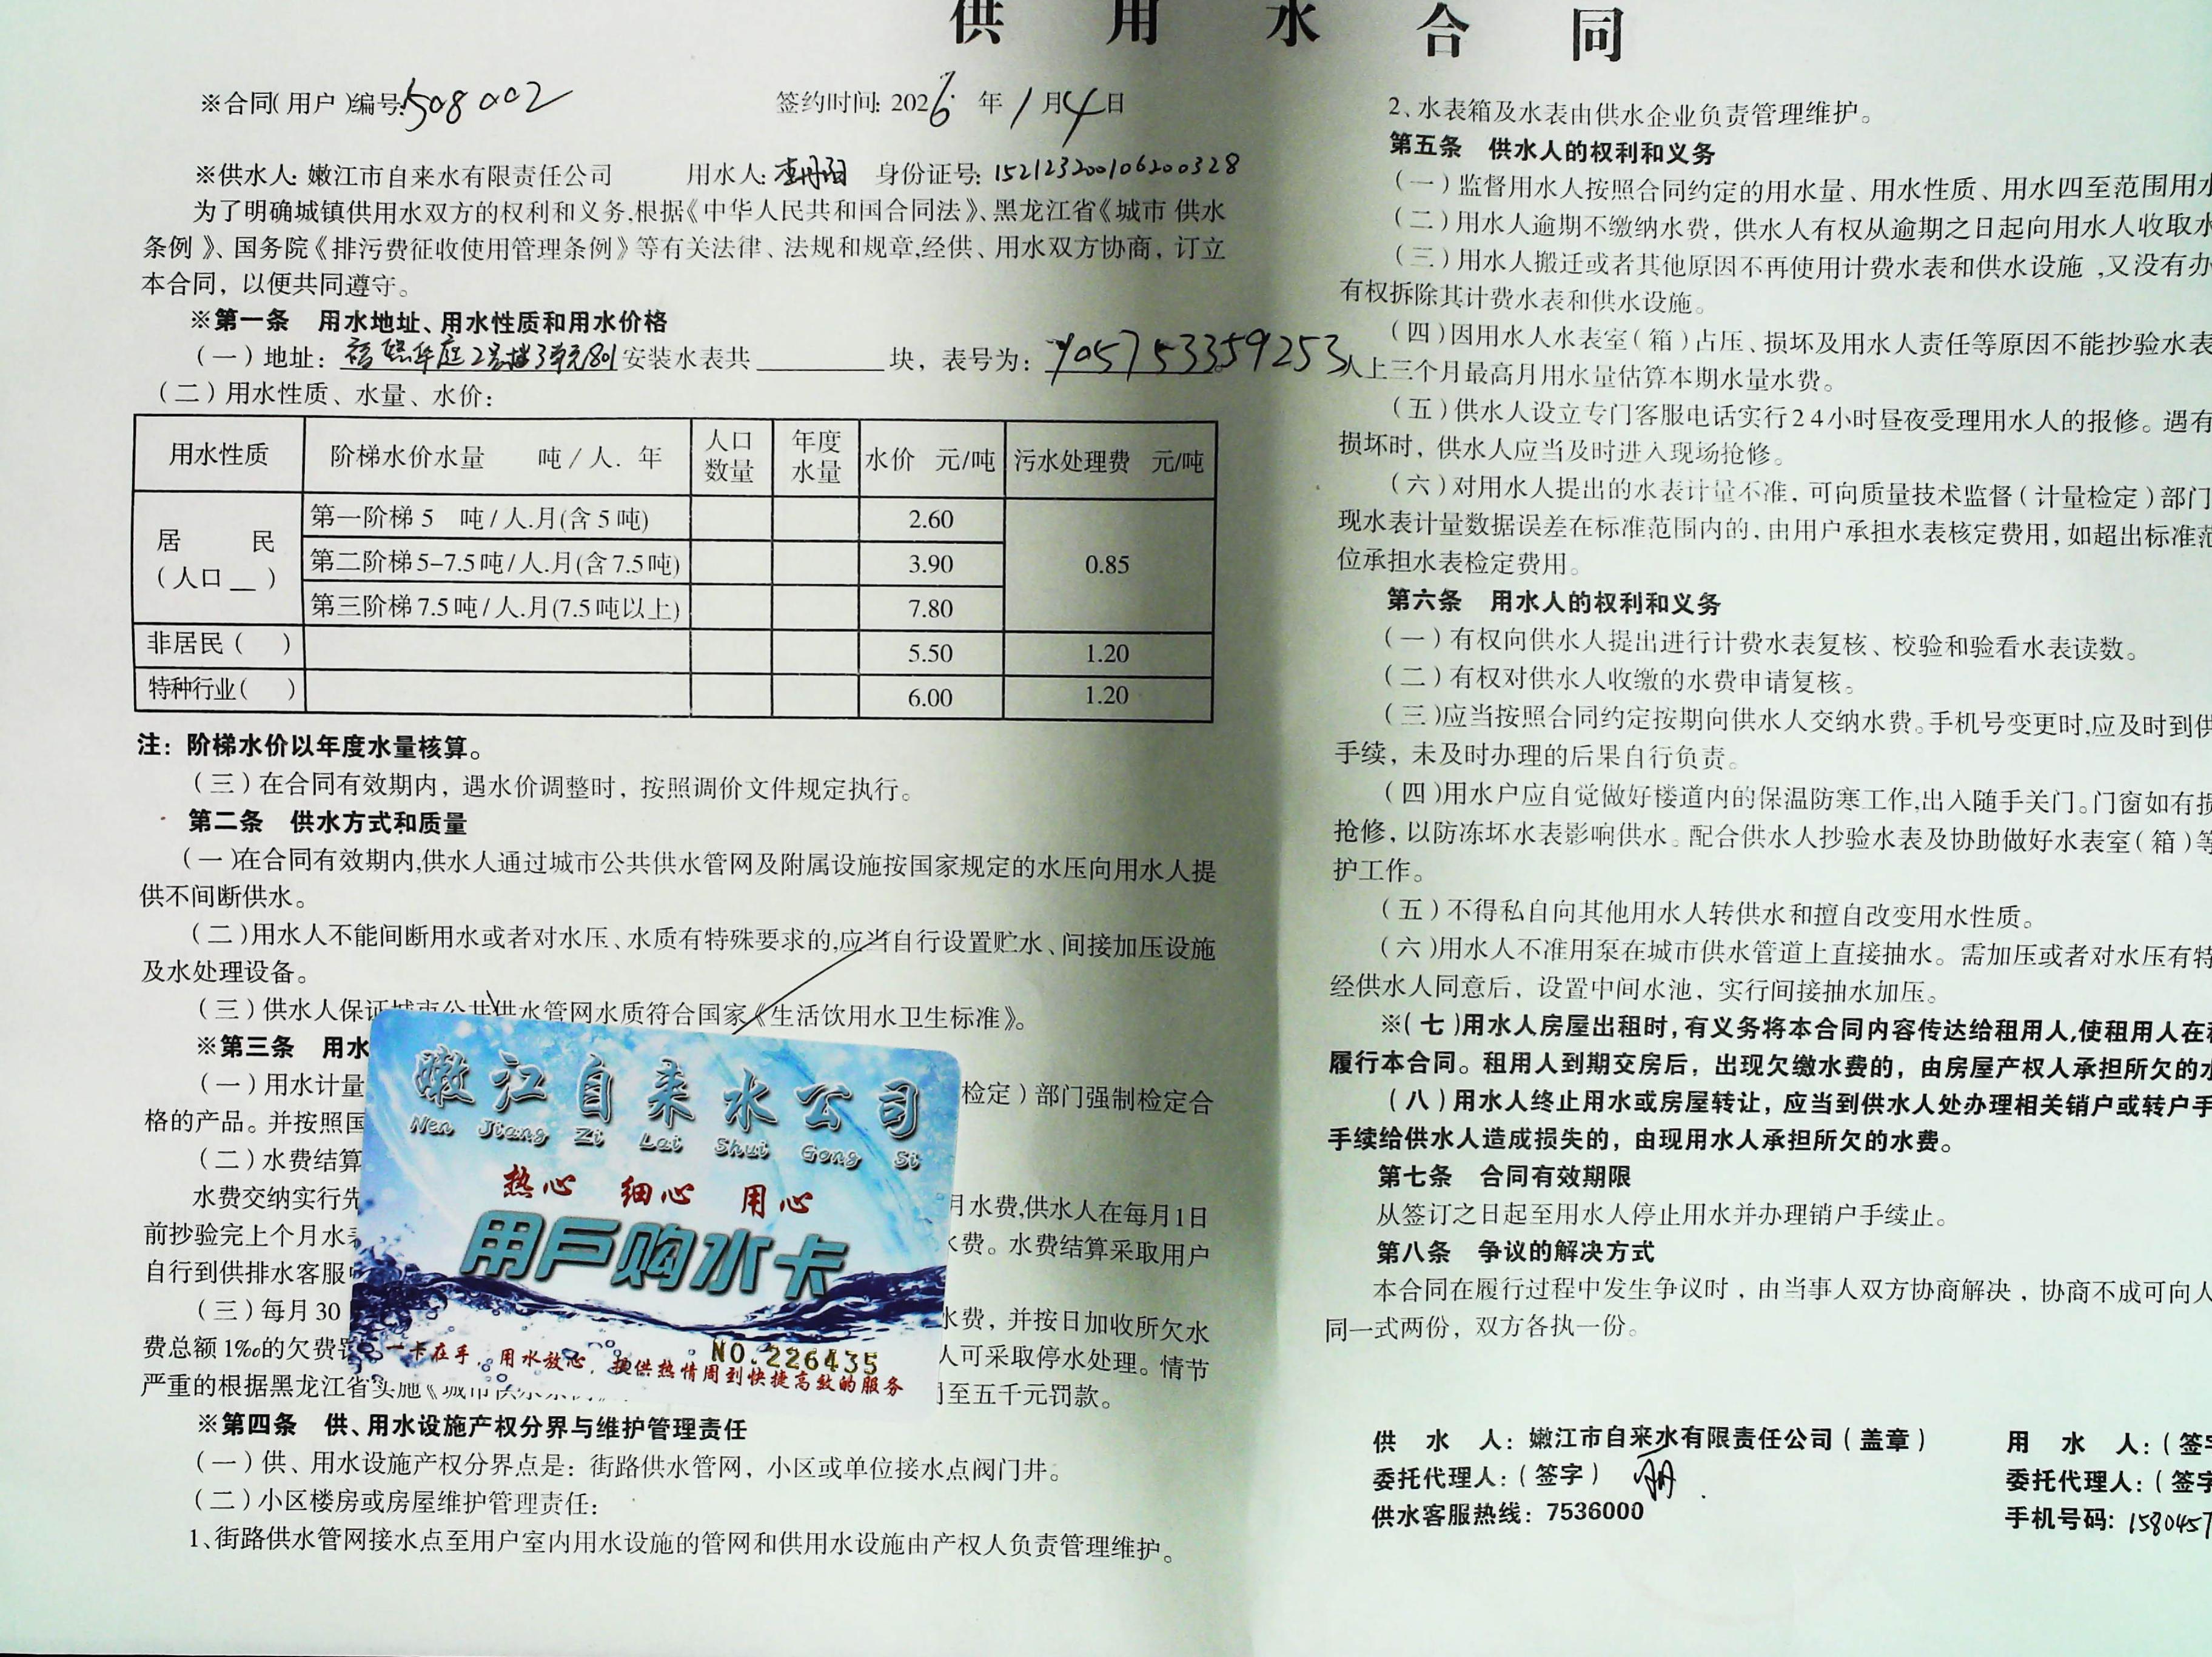 供用水合同
※合同(用户)编号:508002 签约时间:2026年1月4日
※供水人:嫩江市自来水有限责任公司 用水人: 身份证号:152123200106200328
为了明确城镇供用水双方的权利和义务,根据《中华人民共和国合同法》、黑龙江省《城市供水
条例》、国务院《排污费征收使用管理条例》等有关法律、法规和规章,经供、用水双方协商，订立
本合同，以便共同遵守。
※第一条 用水地址、用水性质和用水价格
(一)地址：福熙华庭2号楼3单元801安装水表共______块，表号为：Y05753359253
(二)用水性质、水量、水价：
用水性质 阶梯水价水量 吨/人.年 人口数量 年度水量 水价 元/吨 污水处理费 元/吨
居民(人口__) 第一阶梯5 吨/人.月(含5吨) 2.60 0.85
第二阶梯5-7.5吨/人.月(含7.5吨) 3.90
第三阶梯7.5吨/人.月(7.5吨以上) 7.80
非居民( ) 5.50 1.20
特种行业( ) 6.00 1.20
注：阶梯水价以年度水量核算。
(三)在合同有效期内，遇水价调整时，按照调价文件规定执行。
第二条 供水方式和质量
(一)在合同有效期内,供水人通过城市公共供水管网及附属设施按国家规定的水压向用水人提
供不间断供水。
(二)用水人不能间断用水或者对水压、水质有特殊要求的,应当自行设置贮水、间接加压设施
及水处理设备。
(三)供水人保证城市公共供水管网水质符合国家《生活饮用水卫生标准》。
※第三条 用水
(一)用水计量 检定)部门强制检定合
格的产品。并按照国
(二)水费结算
水费交纳实行先 月水费,供水人在每月1日
前抄验完上个月水表 水费。水费结算采取用户
自行到供排水客服
(三)每月30 水费，并按日加收所欠水
费总额1‰的欠费 人可采取停水处理。情节
严重的根据黑龙江省实施《城市供水条例》 至五千元罚款。
嫩江自来水公司
Nen Jiang Zi Lai Shui Gong Si
热心 细心 用心
用户购水卡
NO.226435
一卡在手，用水放心，提供热情周到快捷高效的服务
※第四条 供、用水设施产权分界与维护管理责任
(一)供、用水设施产权分界点是：街路供水管网，小区或单位接水点阀门井。
(二)小区楼房或房屋维护管理责任：
1、街路供水管网接水点至用户室内用水设施的管网和供用水设施由产权人负责管理维护。
2、水表箱及水表由供水企业负责管理维护。
第五条 供水人的权利和义务
(一)监督用水人按照合同约定的用水量、用水性质、用水四至范围用水
(二)用水人逾期不缴纳水费，供水人有权从逾期之日起向用水人收取水
(三)用水人搬迁或者其他原因不再使用计费水表和供水设施,又没有办
有权拆除其计费水表和供水设施。
(四)因用水人水表室(箱)占压、损坏及用水人责任等原因不能抄验水表
人上三个月最高月用水量估算本期水量水费。
(五)供水人设立专门客服电话实行24小时昼夜受理用水人的报修。遇有
损坏时，供水人应当及时进入现场抢修。
(六)对用水人提出的水表计量不准，可向质量技术监督(计量检定)部门
现水表计量数据误差在标准范围内的，由用户承担水表核定费用，如超出标准范
位承担水表检定费用。
第六条 用水人的权利和义务
(一)有权向供水人提出进行计费水表复核、校验和验看水表读数。
(二)有权对供水人收缴的水费申请复核。
(三)应当按照合同约定按期向供水人交纳水费。手机号变更时,应及时到供
手续，未及时办理的后果自行负责。
(四)用水户应自觉做好楼道内的保温防寒工作,出入随手关门。门窗如有损
抢修，以防冻坏水表影响供水。配合供水人抄验水表及协助做好水表室(箱)等
护工作。
(五)不得私自向其他用水人转供水和擅自改变用水性质。
(六)用水人不准用泵在城市供水管道上直接抽水。需加压或者对水压有特
经供水人同意后，设置中间水池，实行间接抽水加压。
※(七)用水人房屋出租时,有义务将本合同内容传达给租用人,使租用人在租
履行本合同。租用人到期交房后，出现欠缴水费的，由房屋产权人承担所欠的水
(八)用水人终止用水或房屋转让，应当到供水人处办理相关销户或转户手
手续给供水人造成损失的，由现用水人承担所欠的水费。
第七条 合同有效期限
从签订之日起至用水人停止用水并办理销户手续止。
第八条 争议的解决方式
本合同在履行过程中发生争议时，由当事人双方协商解决，协商不成可向人
同一式两份，双方各执一份。
供水人：嫩江市自来水有限责任公司(盖章) 用水人：(签字
委托代理人：(签字) 委托代理人：(签字
供水客服热线：7536000 手机号码：1580457